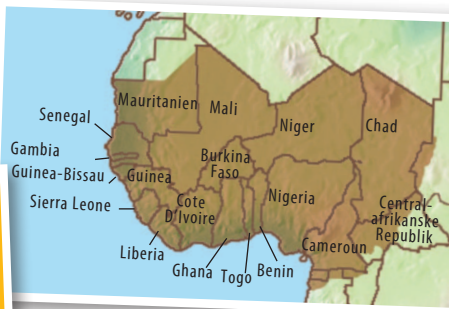 Mauritanien
Mali
Niger
Chad
Senegal
Gambia
Guinea-Bissau
Guinea
Burkina
Faso
Sierra Leone
Cote
D'Ivoire
Nigeria
Central-
afrikanske
Republik
Liberia
Ghana
Togo
Benin
Cameroun